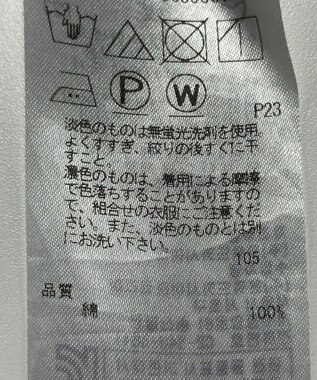 P
W
P23
淡色のものは無蛍光洗剤を使用。
よくすすぎ、絞りの後すぐに干
すこと。
濃色のものは、着用による摩擦
で色落ちすることがありますの
で、組合せの衣服にご注意くだ
さい。また、淡色のものとは別
にお洗い下さい。
105
品質
綿 100%